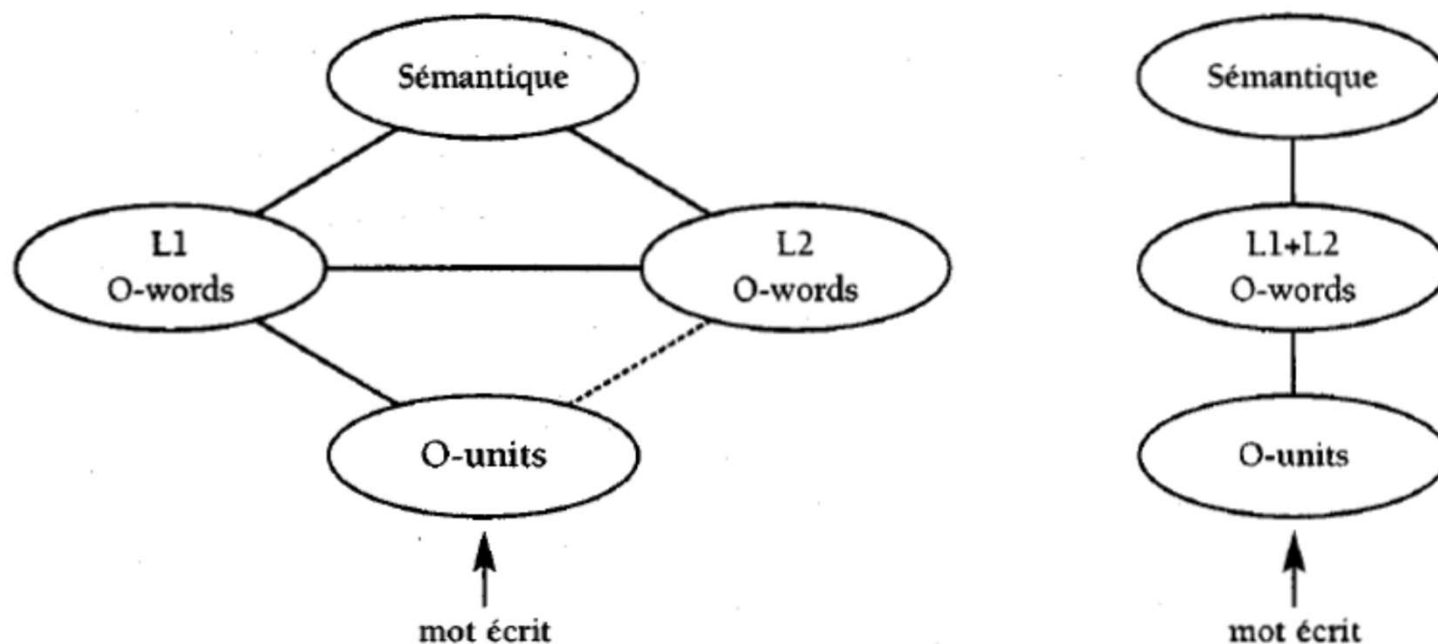 Sémantique
L1
O-words
L2
O-words
O-units
mot écrit
Sémantique
L1+L2
O-words
O-units
mot écrit